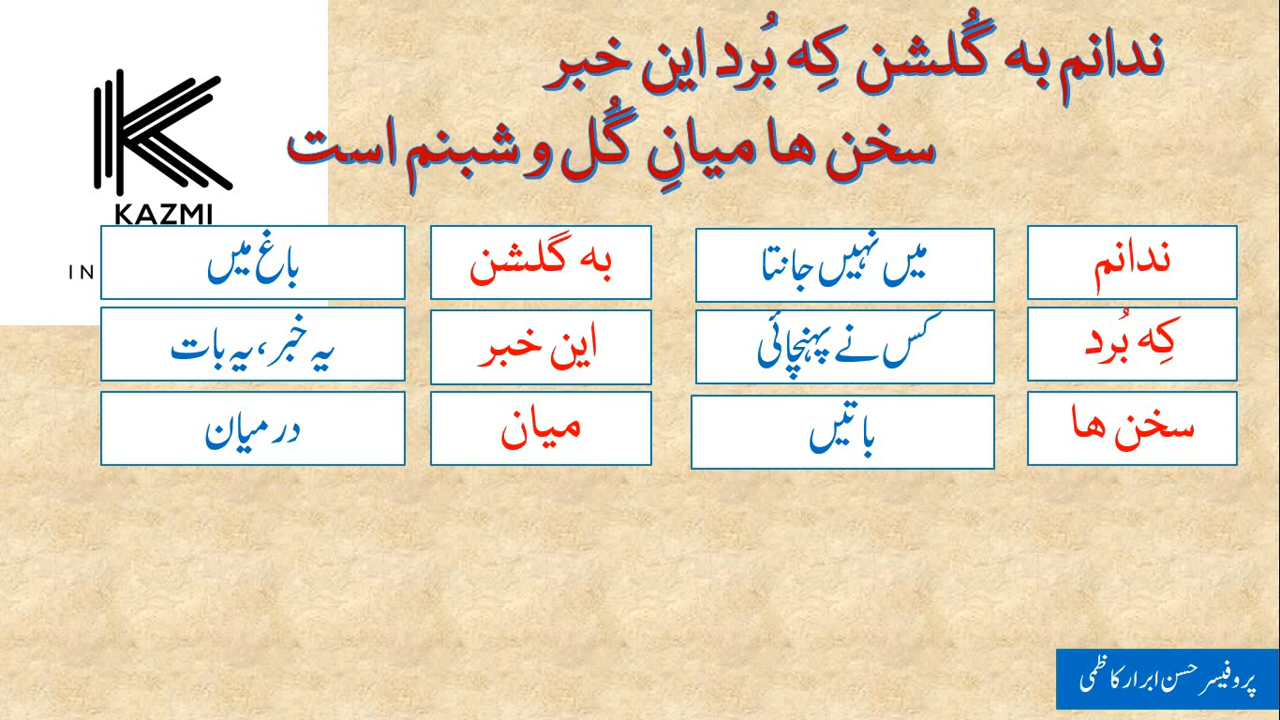 ندانم به گُلشن کِه بُرد این خبر
سخن ها میانِ گُل و شبنم است
KAZMI
IN
ندانم میں نہیں جانتا به گلشن باغ میں
کِه بُرد کس نے پہنچائی این خبر یہ خبر، یہ بات
سخن ها باتیں میان درمیان
پروفیسر حسن ابرار کاظمی